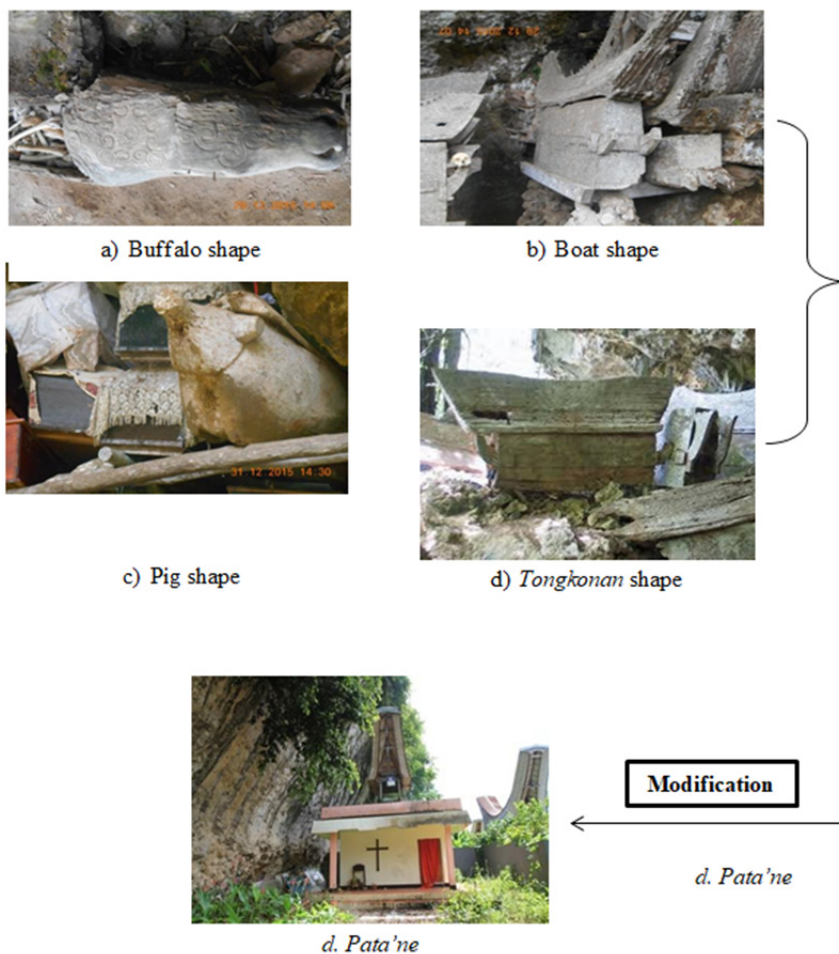 a) Buffalo shape
b) Boat shape
31.12.2015 14:30
c) Pig shape
d) Tongkonan shape
Modification
d. Pata'ne
d. Pata'ne